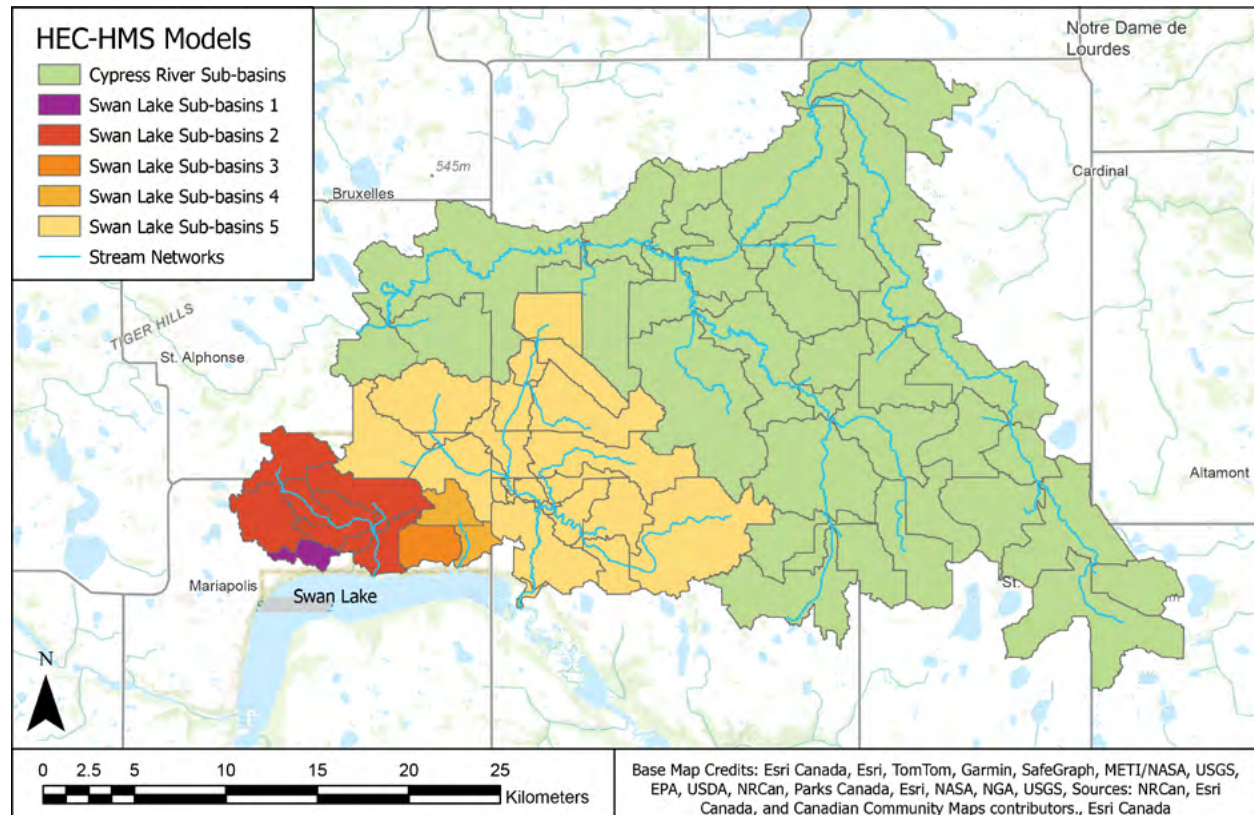 HEC-HMS Models
Cypress River Sub-basins
Swan Lake Sub-basins 1
Swan Lake Sub-basins 2
Swan Lake Sub-basins 3
Swan Lake Sub-basins 4
Swan Lake Sub-basins 5
Stream Networks
Notre Dame de
Lourdes
545m
Bruxelles
Cardinal
TIGER HILLS
St. Alphonse
Altamont
Mariapolis
Swan Lake
St.
N
0 2.5 5 10 15 20 25
Kilometers
Base Map Credits: Esri Canada, Esri, TomTom, Garmin, SafeGraph, METI/NASA, USGS,
EPA, USDA, NRCan, Parks Canada, Esri, NASA, NGA, USGS, Sources: NRCan, Esri
Canada, and Canadian Community Maps contributors., Esri Canada